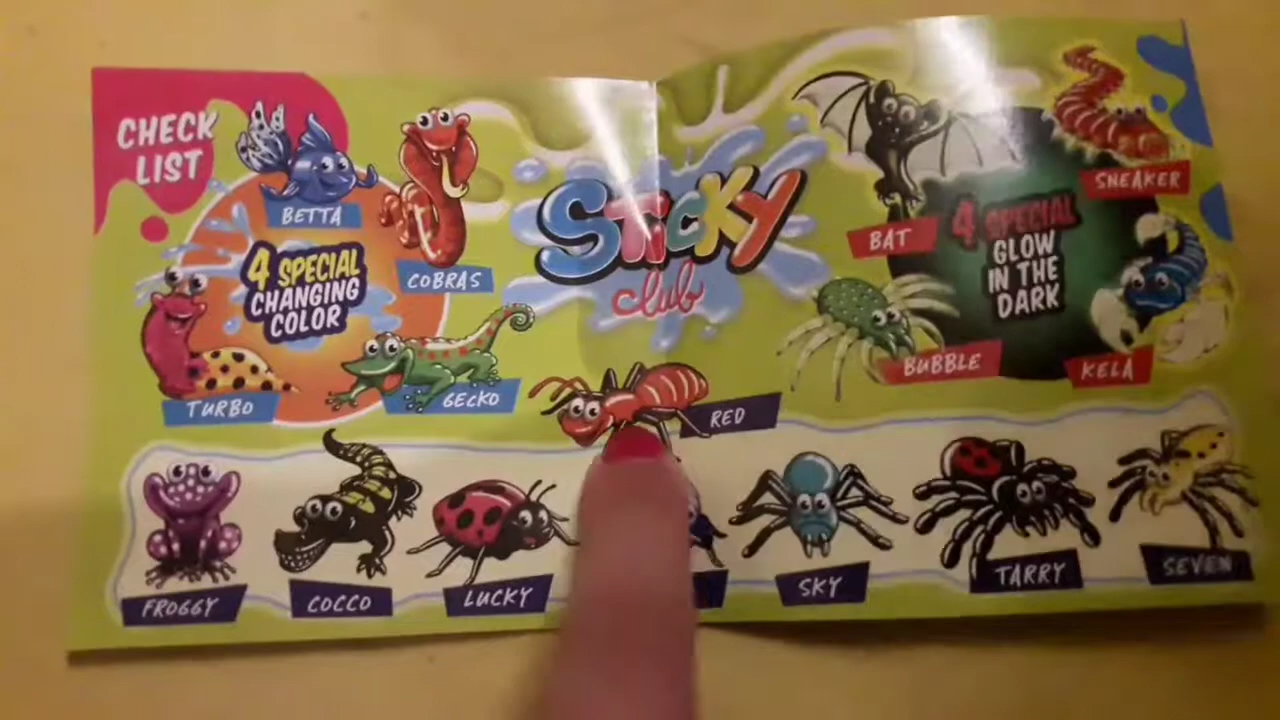 CHECK
LIST
BETTA
COBRAS
4 SPECIAL
CHANGING
COLOR
TURBO
GECKO
STICKY
club
RED
BAT
SNEAKER
4 SPECIAL
GLOW
IN THE
DARK
BUBBLE
KELA
FROGGY
COCCO
LUCKY
SKY
TARRY
SEVEN